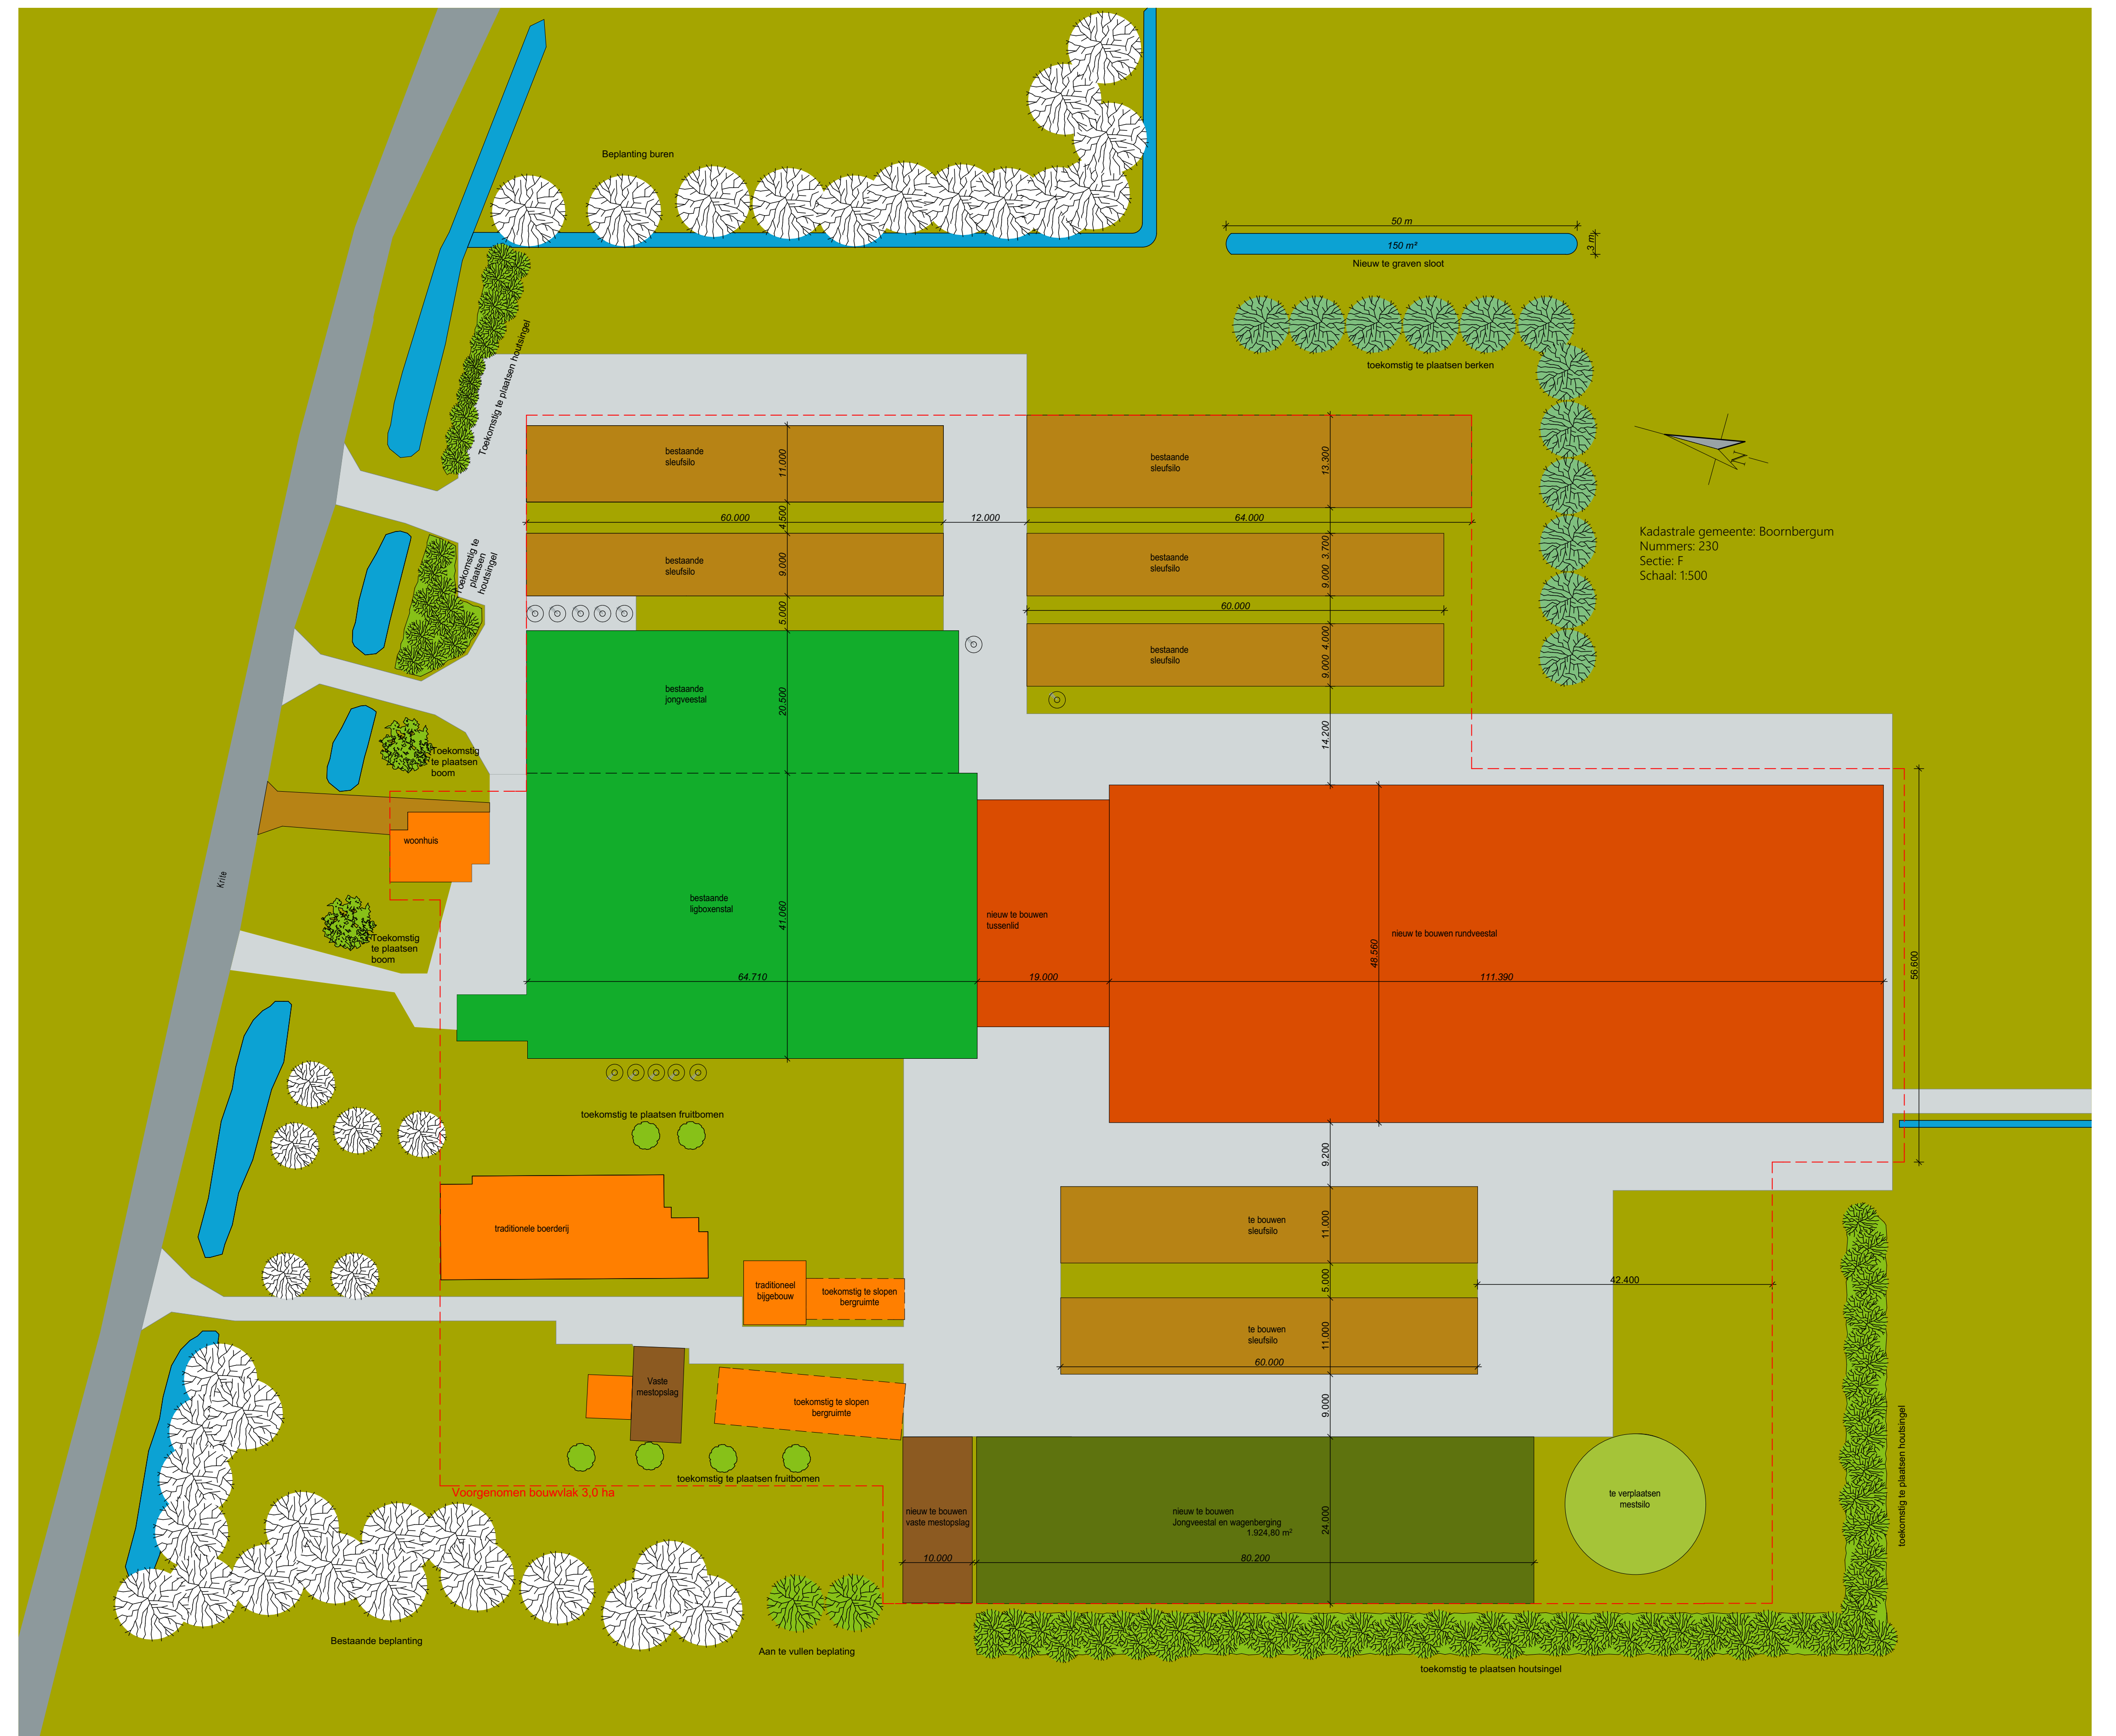 Beplanting buren
50 m
150 m²
3 m
Nieuw te graven sloot
toekomstig te plaatsen berken
Toekomstig te plaatsen houtsingel
bestaande
sleufsilo
11.000
bestaande
sleufsilo
13.300
N
60.000
4.500
12.000
64.000
Kadastrale gemeente: Boornbergum
Nummers: 230
Sectie: F
Schaal: 1:500
Toekomstig te
plaatsen
houtsingel
bestaande
sleufsilo
9.000
bestaande
sleufsilo
3.700
9.000
5.000
60.000
bestaande
sleufsilo
4.000
9.000
bestaande
jongveestal
20.500
14.200
Toekomstig
te plaatsen
boom
woonhuis
Krite
bestaande
ligboxenstal
41.060
nieuw te bouwen
tussenlid
nieuw te bouwen rundveestal
48.560
Toekomstig
te plaatsen
boom
64.710
19.000
111.390
56.600
toekomstig te plaatsen fruitbomen
9.200
traditionele boerderij
te bouwen
sleufsilo
11.000
traditioneel
bijgebouw
toekomstig te slopen
bergruimte
5.000
42.400
te bouwen
sleufsilo
11.000
60.000
Vaste
mestopslag
toekomstig te slopen
bergruimte
9.000
toekomstig te plaatsen fruitbomen
Voorgenomen bouwvlak 3,0 ha
nieuw te bouwen
vaste mestopslag
nieuw te bouwen
Jongveestal en wagenberging
1.924,80 m²
24.000
te verplaatsen
mestsilo
toekomstig te plaatsen houtsingel
10.000
80.200
Bestaande beplanting
Aan te vullen beplating
toekomstig te plaatsen houtsingel